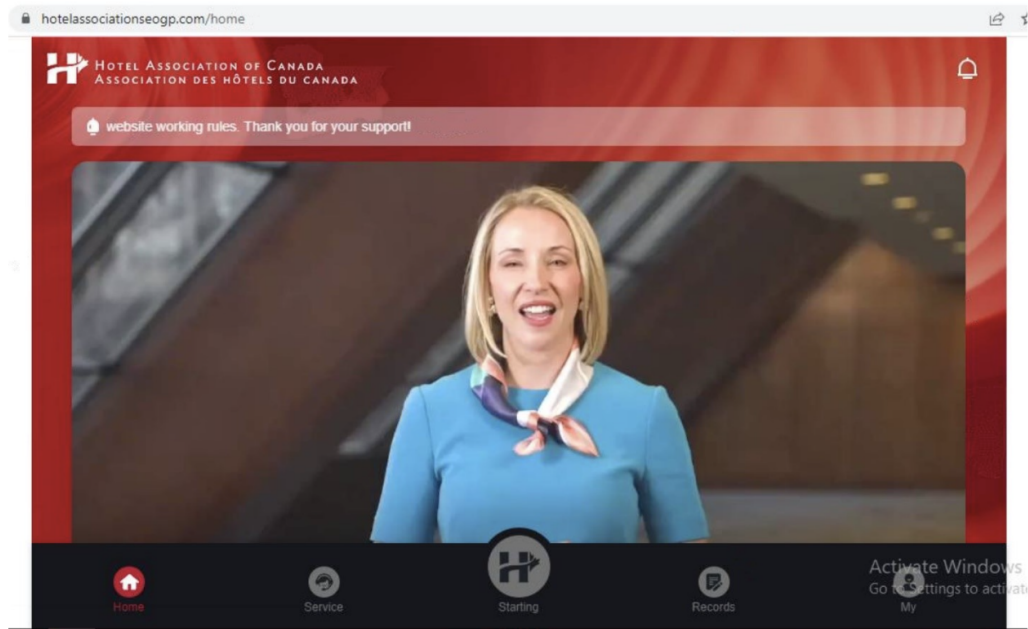 hotelassociationseogp.com/home
HOTEL ASSOCIATION OF CANADA
ASSOCIATION DES HÔTELS DU CANADA
website working rules. Thank you for your support!
Activate Windows
Go to Settings to activate
Home
Service
Starting
Records
My